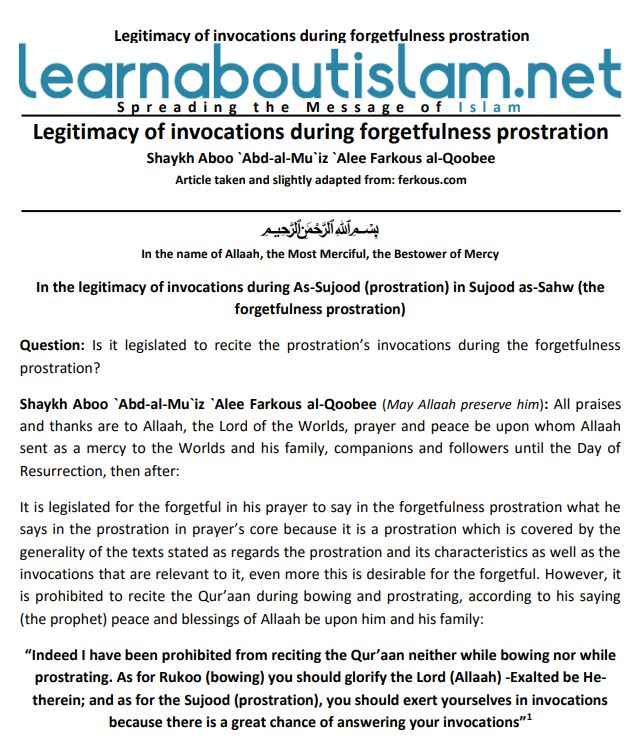 Legitimacy of invocations during forgetfulness prostration
learnaboutislam.net
Spreading the Message of Islam
Legitimacy of invocations during forgetfulness prostration
Shaykh Aboo `Abd-al-Mu`iz `Alee Farkous al-Qoobee
Article taken and slightly adapted from: ferkous.com
بِسْمِ اللَّهِ الرَّحْمَٰنِ الرَّحِيمِ
In the name of Allaah, the Most Merciful, the Bestower of Mercy
In the legitimacy of invocations during As-Sujood (prostration) in Sujood as-Sahw (the
forgetfulness prostration)
Question: Is it legislated to recite the prostration's invocations during the forgetfulness
prostration?
Shaykh Aboo `Abd-al-Mu`iz `Alee Farkous al-Qoobee (May Allaah preserve him): All praises
and thanks are to Allaah, the Lord of the Worlds, prayer and peace be upon whom Allaah
sent as a mercy to the Worlds and his family, companions and followers until the Day of
Resurrection, then after:
It is legislated for the forgetful in his prayer to say in the forgetfulness prostration what he
says in the prostration in prayer's core because it is a prostration which is covered by the
generality of the texts stated as regards the prostration and its characteristics as well as the
invocations that are relevant to it, even more this is desirable for the forgetful. However, it
is prohibited to recite the Qur'aan during bowing and prostrating, according to his saying
(the prophet) peace and blessings of Allaah be upon him and his family:
"Indeed I have been prohibited from reciting the Qur'aan neither while bowing nor while
prostrating. As for Rukoo (bowing) you should glorify the Lord (Allaah) -Exalted be He-
therein; and as for the Sujood (prostration), you should exert yourselves in invocations
because there is a great chance of answering your invocations"1